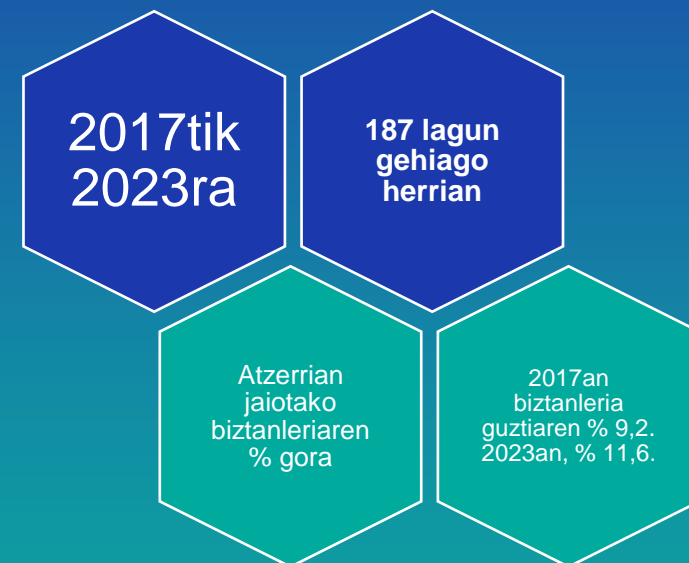 2017tik
2023ra
187 lagun
gehiago
herrian
Atzerrian
jaiotako
biztanleriaren
% gora
2017an
biztanleria
guztiaren % 9,2.
2023an, % 11,6.